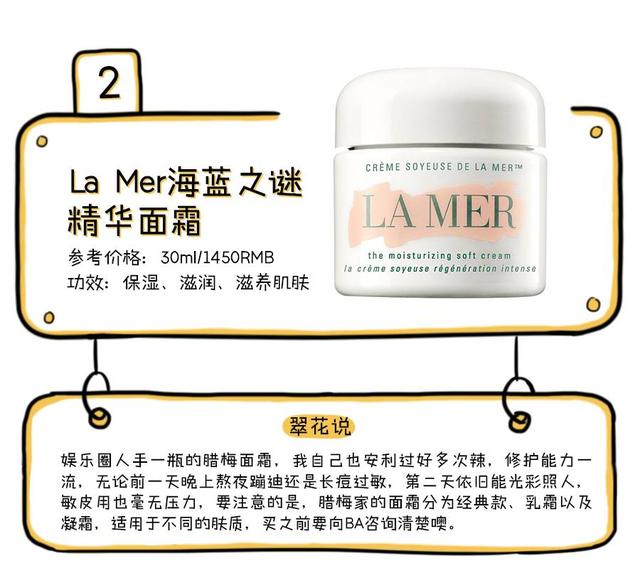 2
La Mer海蓝之谜
精华面霜
参考价格：30ml/1450RMB
功效：保湿、滋润、滋养肌肤
CRÈME SOYEUSE DE LA MER™
LA MER
the moisturizing soft cream
la crème soyeuse régénération intense
翠花说
娱乐圈人手一瓶的腊梅面霜，我自己也安利过好多次辣，修护能力一
流，无论前一天晚上熬夜蹦迪还是长痘过敏，第二天依旧能光彩照人，
敏皮用也毫无压力，要注意的是，腊梅家的面霜分为经典款、乳霜以及
凝霜，适用于不同的肤质，买之前要向BA咨询清楚噢。